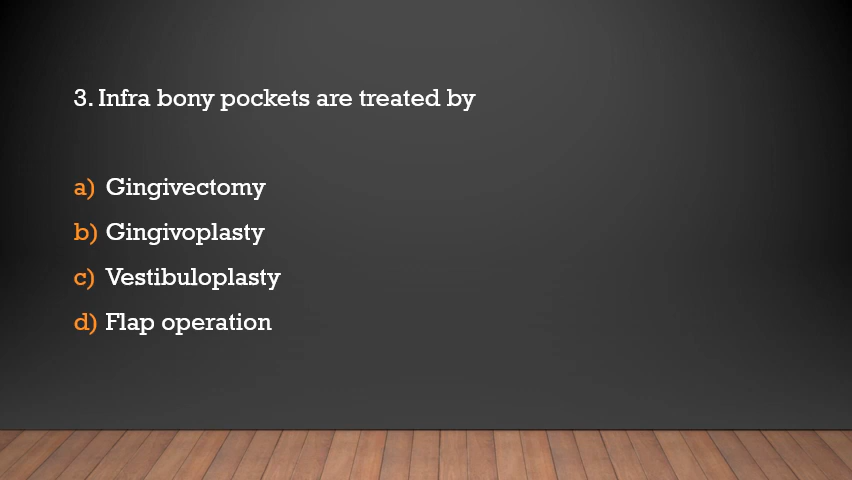 3. Infra bony pockets are treated by
a) Gingivectomy
b) Gingivoplasty
c) Vestibuloplasty
d) Flap operation